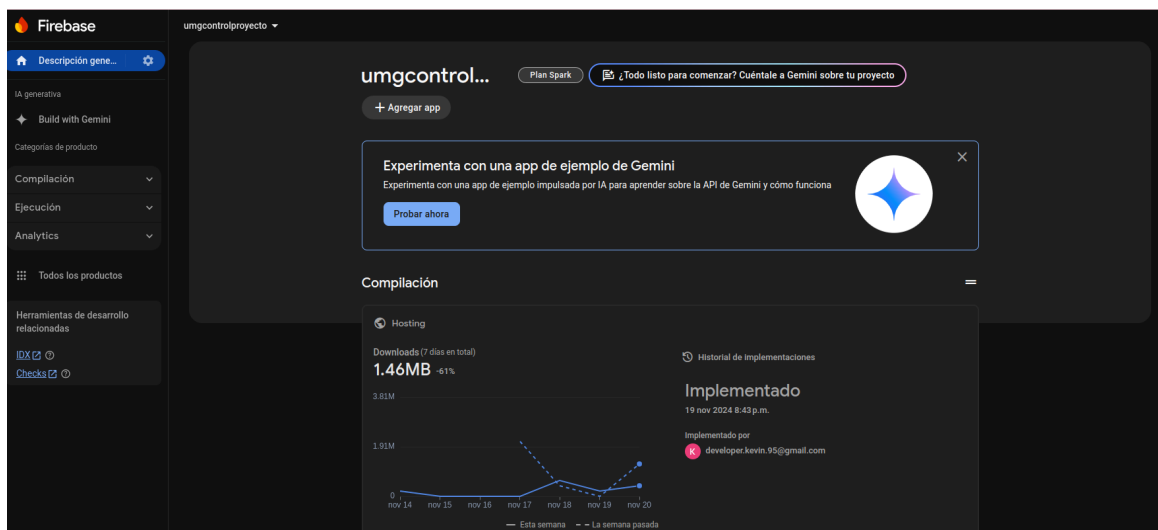 Firebase
umgcontrolproyecto
Descripción gene...
IA generativa
Build with Gemini
Categorías de producto
Compilación
Ejecución
Analytics
Todos los productos
Herramientas de desarrollo
relacionadas
IDX
Checks
umgcontrol...
Plan Spark
¿Todo listo para comenzar? Cuéntale a Gemini sobre tu proyecto
+ Agregar app
Experimenta con una app de ejemplo de Gemini
Experimenta con una app de ejemplo impulsada por IA para aprender sobre la API de Gemini y cómo funciona
Probar ahora
Compilación
Hosting
Downloads (7 días en total)
1.46MB -61%
3.81M
1.91M
0
nov 14 nov 15 nov 16 nov 17 nov 18 nov 19 nov 20
Esta semana La semana pasada
Historial de implementaciones
Implementado
19 nov 2024 8:43 p.m.
Implementado por
K developer.kevin.95@gmail.com